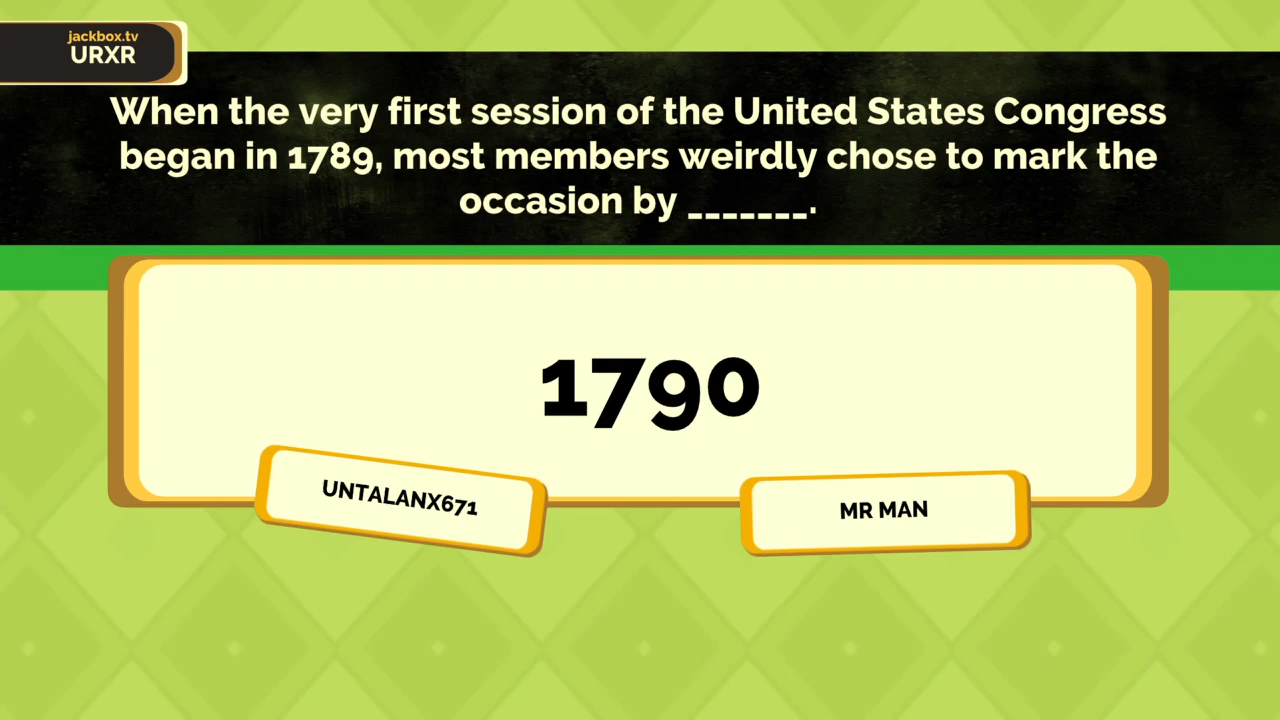 jackbox.tv
URXR
When the very first session of the United States Congress
began in 1789, most members weirdly chose to mark the
occasion by _______.
1790
UNTALANX671
MR MAN